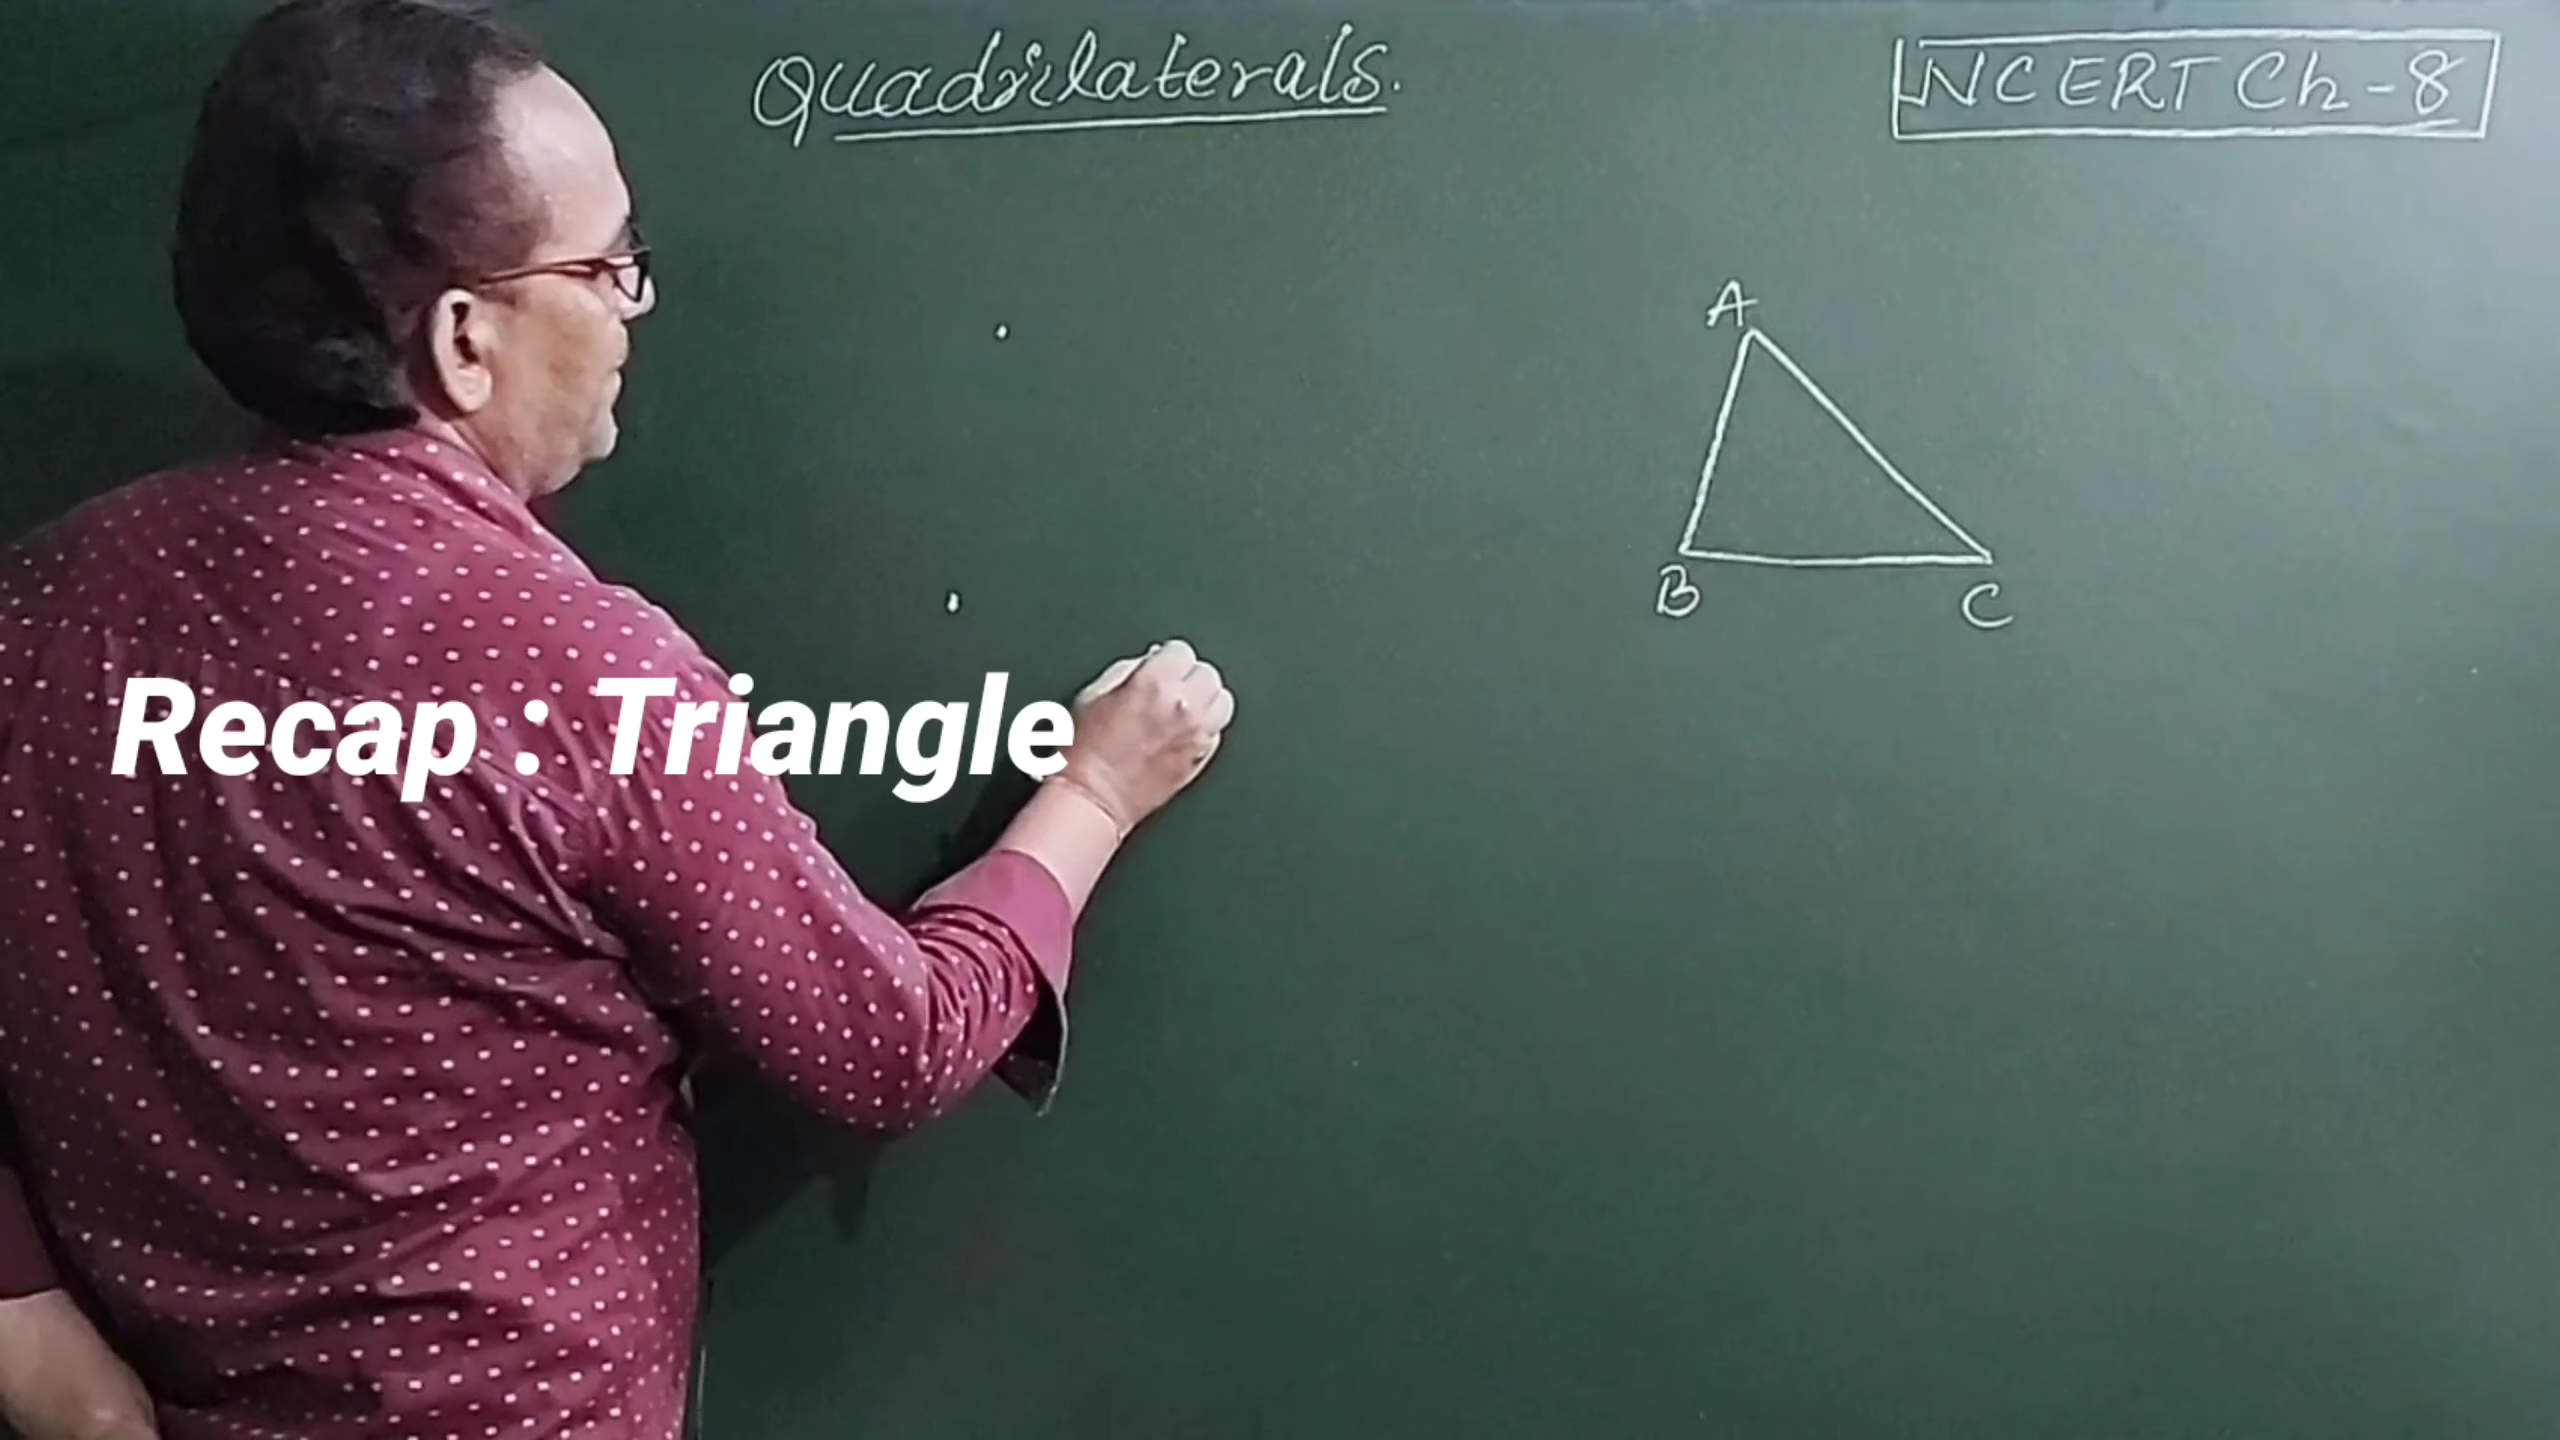 Quadrilaterals.
NCERT Ch-8
A
B
C
Recap : Triangle